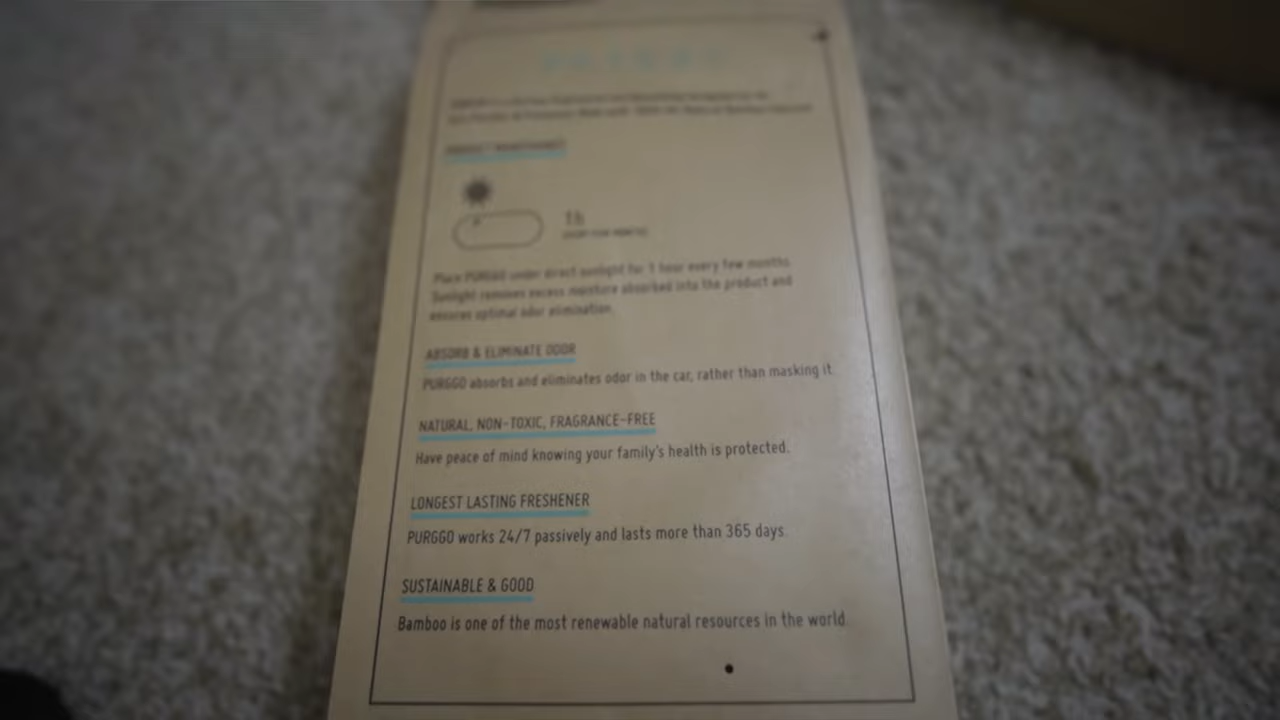 1h
Place PURGGO under direct sunlight for 1 hour every few months.
Sunlight removes excess moisture absorbed into the product and
ensures optimal odor elimination.
ABSORB & ELIMINATE ODOR
PURGGO absorbs and eliminates odor in the car, rather than masking it.
NATURAL, NON-TOXIC, FRAGRANCE-FREE
Have peace of mind knowing your family's health is protected.
LONGEST LASTING FRESHENER
PURGGO works 24/7 passively and lasts more than 365 days.
SUSTAINABLE & GOOD
Bamboo is one of the most renewable natural resources in the world.